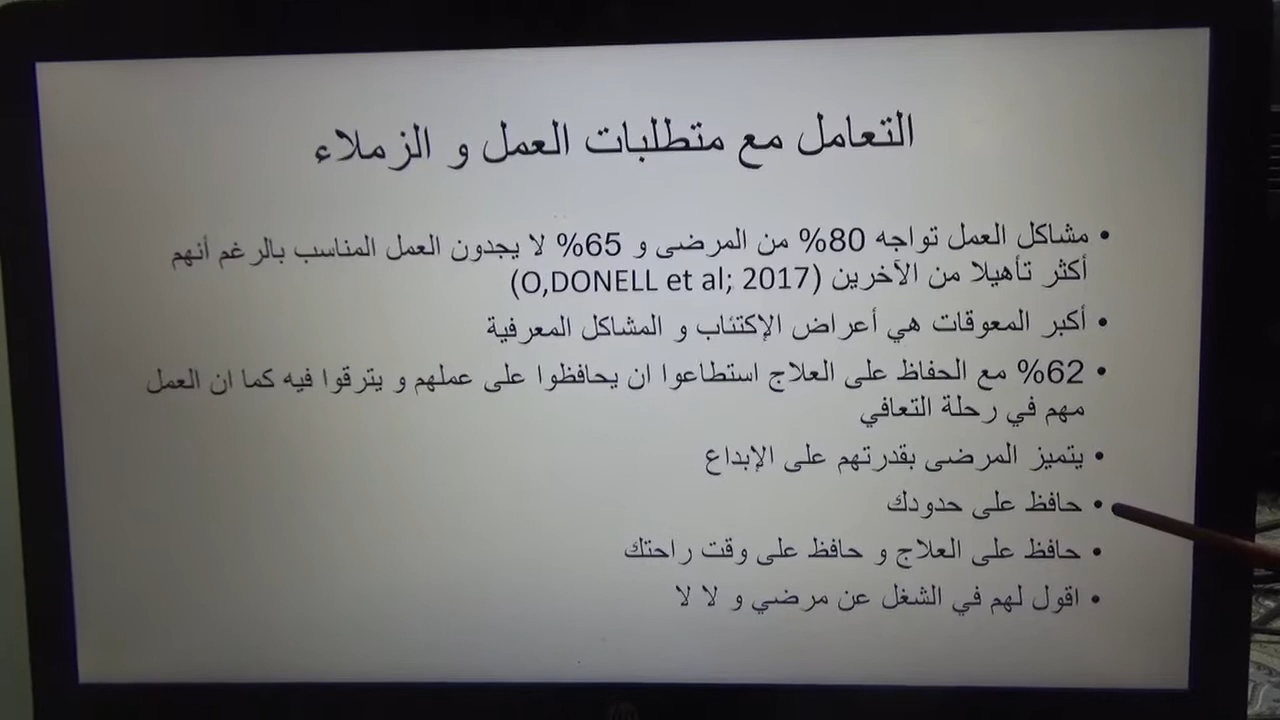 التعامل مع متطلبات العمل و الزملاء
• مشاكل العمل تواجه 80% من المرضى و 65% لا يجدون العمل المناسب بالرغم أنهم
أكثر تأهيلا من الآخرين (O,DONELL et al; 2017)
• أكبر المعوقات هي أعراض الإكتئاب و المشاكل المعرفية
• 62% مع الحفاظ على العلاج استطاعوا ان يحافظوا على عملهم و يترقوا فيه كما ان العمل
مهم في رحلة التعافي
• يتميز المرضى بقدرتهم على الإبداع
• حافظ على حدودك
• حافظ على العلاج و حافظ على وقت راحتك
• اقول لهم في الشغل عن مرضي و لا لا
hp